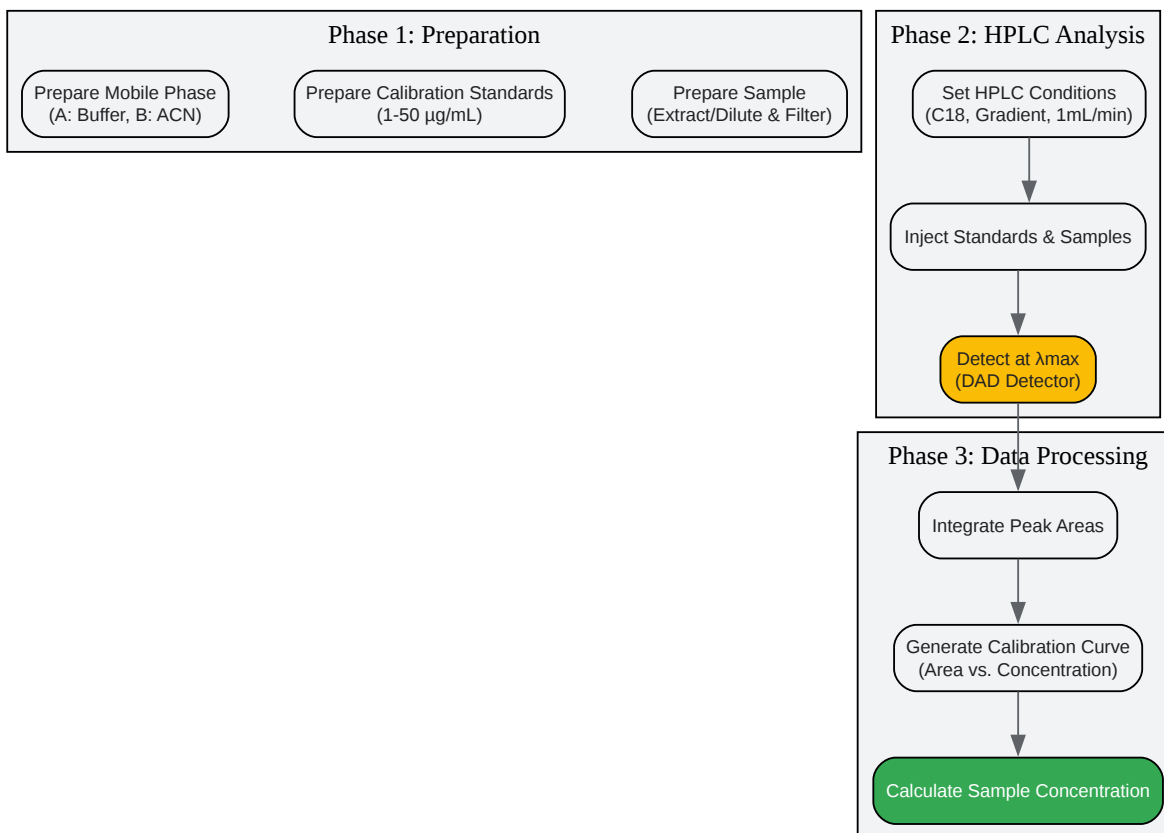 Phase 1: Preparation
Prepare Mobile Phase
(A: Buffer, B: ACN)
Prepare Calibration Standards
(1-50 µg/mL)
Prepare Sample
(Extract/Dilute & Filter)
Phase 2: HPLC Analysis
Set HPLC Conditions
(C18, Gradient, 1mL/min)
Inject Standards & Samples
Detect at λmax
(DAD Detector)
Phase 3: Data Processing
Integrate Peak Areas
Generate Calibration Curve
(Area vs. Concentration)
Calculate Sample Concentration